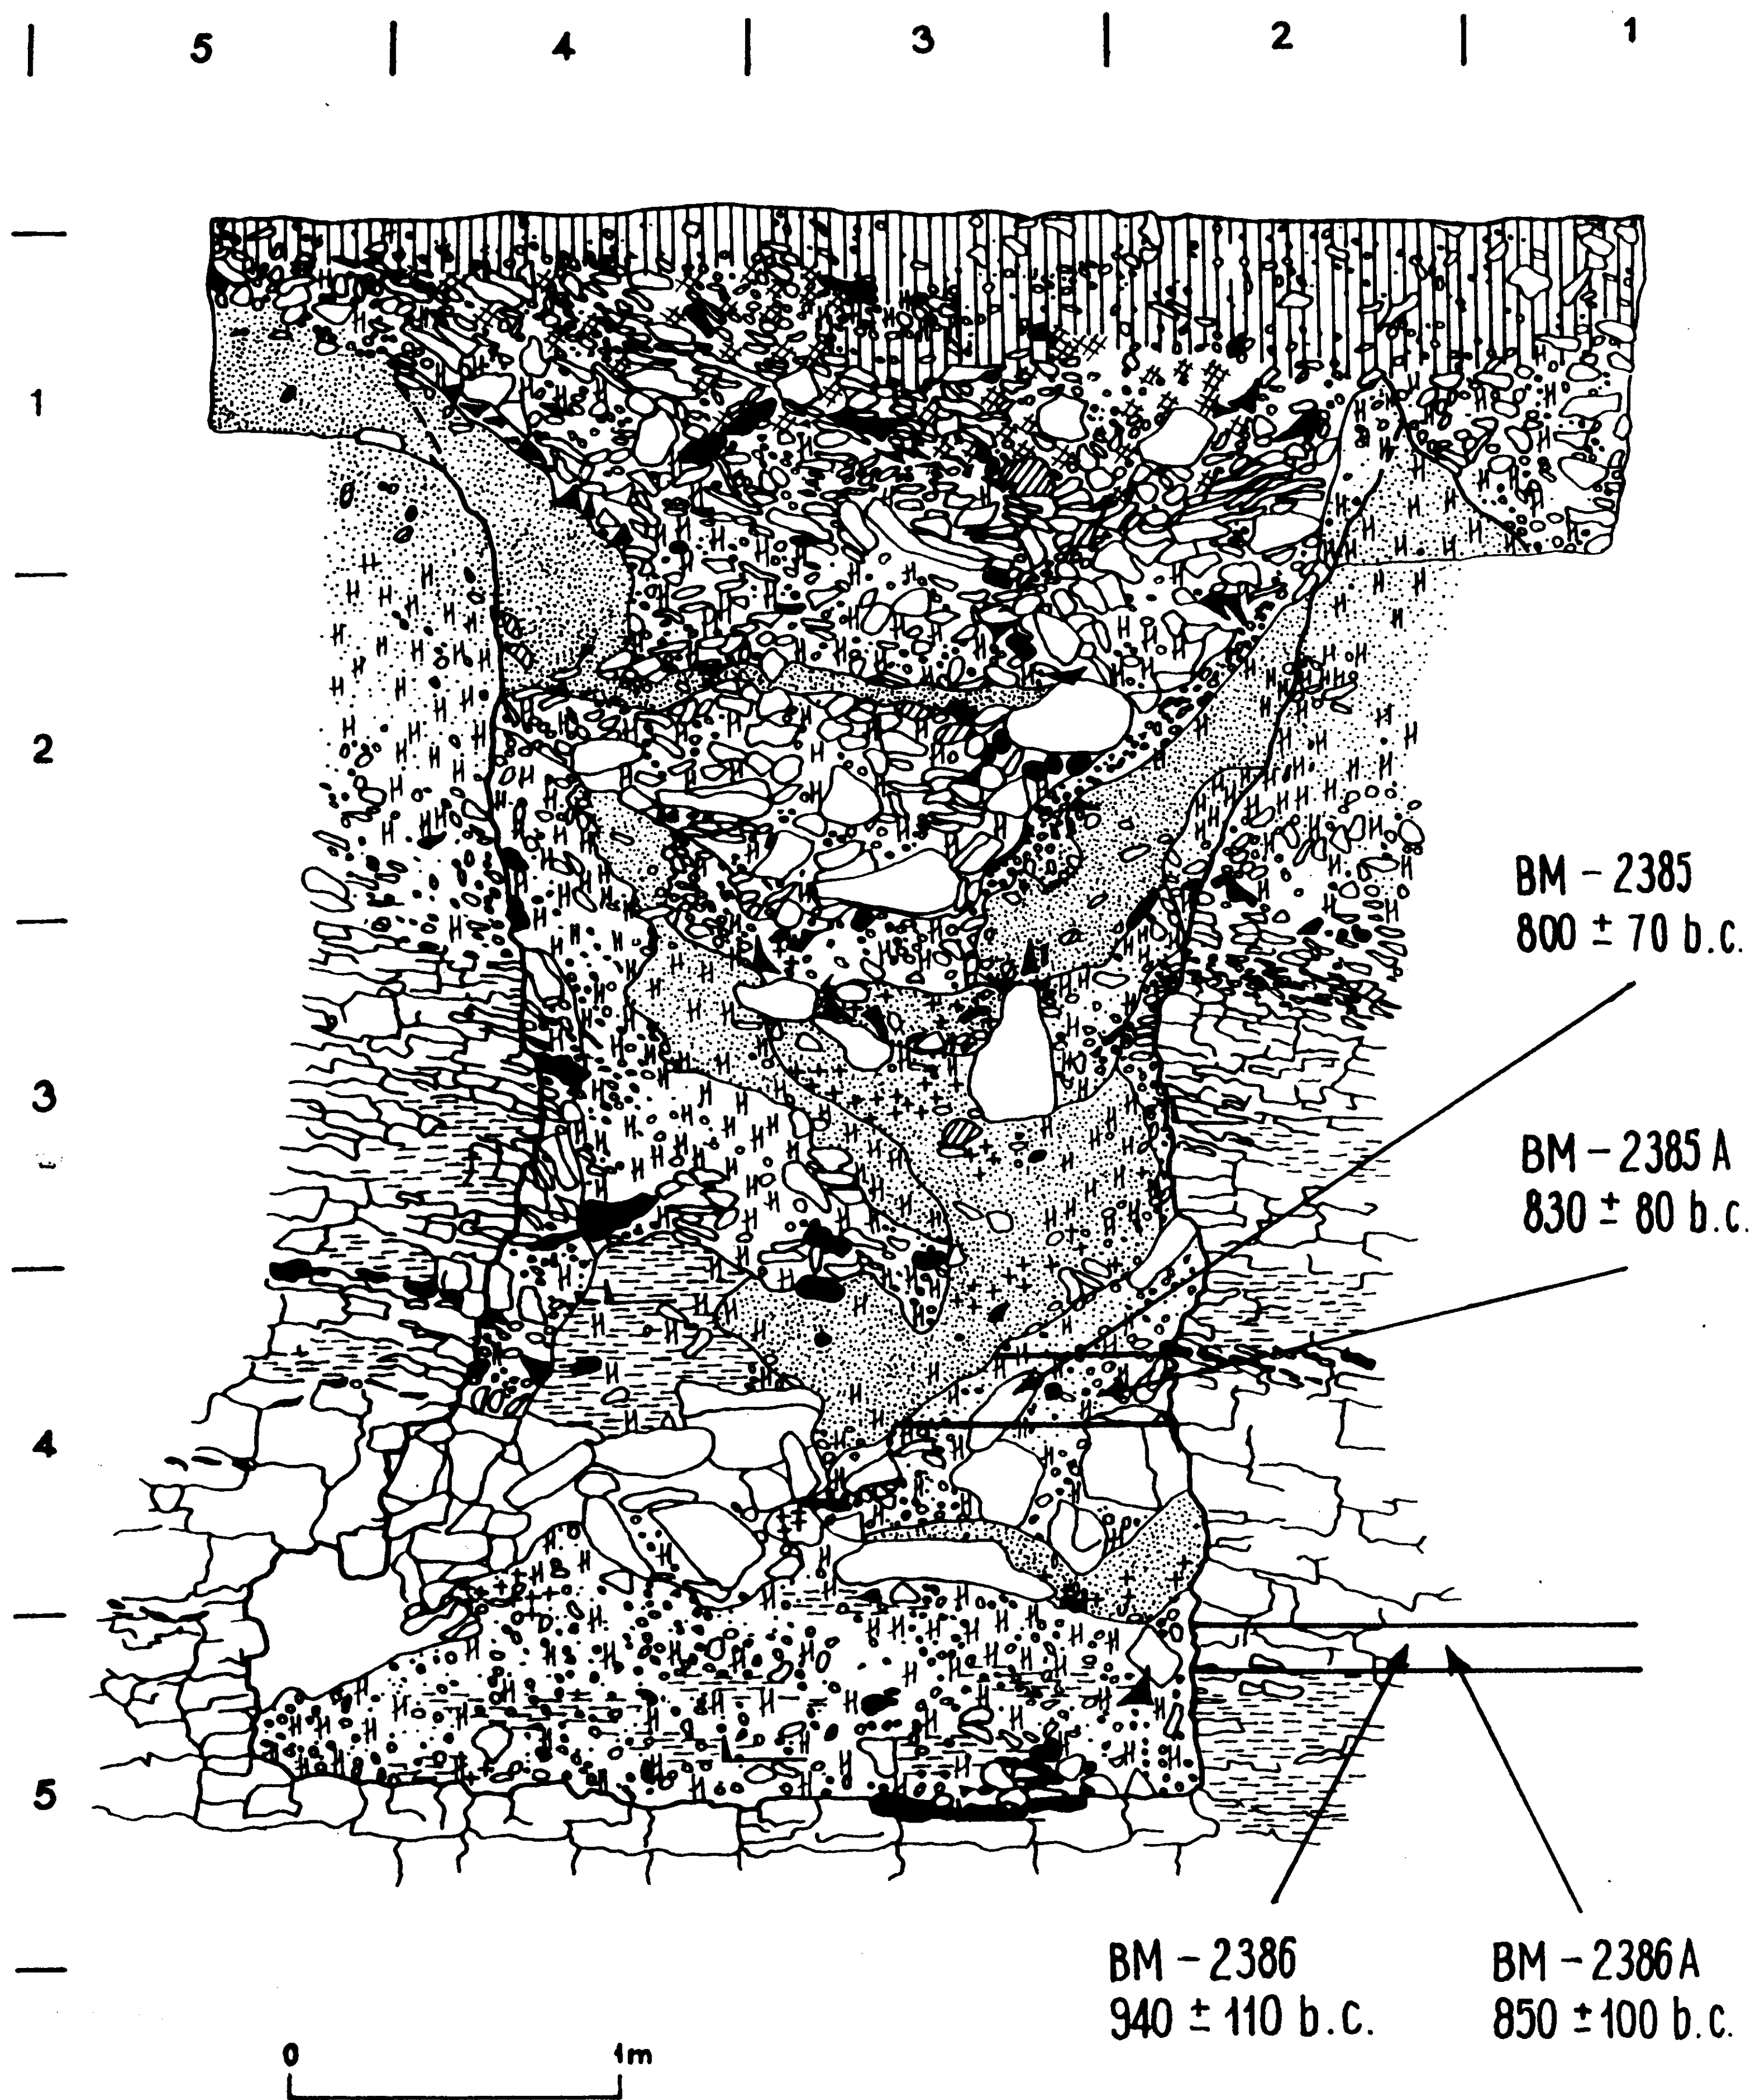 5 4 3 2 1
1
2
BM - 2385
800 ± 70 b.c.
3
BM - 2385 A
830 ± 80 b.c.
4
5
BM - 2386
940 ± 110 b.c.
BM - 2386 A
850 ± 100 b.c.
0 1m